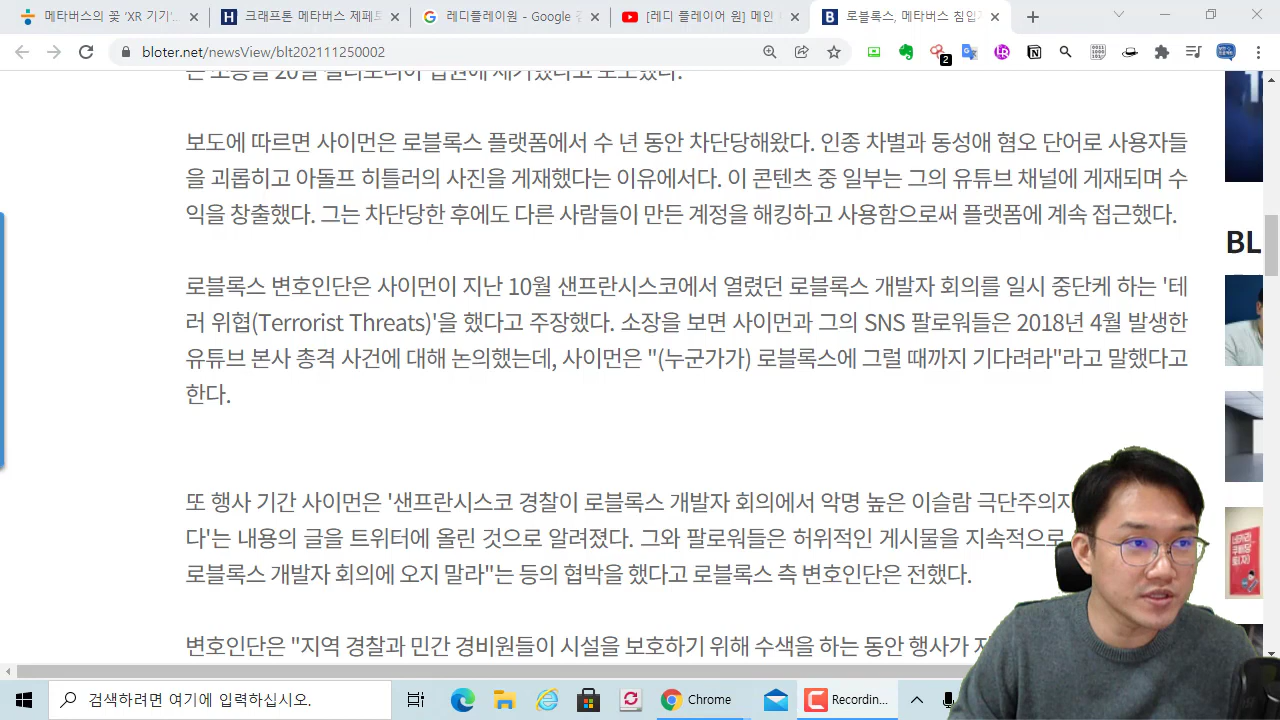 메타버스의 꽃 'XR 기기'...
크래프톤 메타버스 제페토
레디플레이원 - Google 검
[레디 플레이어 원] 메인
로블록스, 메타버스 침입
bloter.net/newsView/blt202111250002
2
보도에 따르면 사이먼은 로블록스 플랫폼에서 수 년 동안 차단당해왔다. 인종 차별과 동성애 혐오 단어로 사용자들
을 괴롭히고 아돌프 히틀러의 사진을 게재했다는 이유에서다. 이 콘텐츠 중 일부는 그의 유튜브 채널에 게재되며 수
익을 창출했다. 그는 차단당한 후에도 다른 사람들이 만든 계정을 해킹하고 사용함으로써 플랫폼에 계속 접근했다.
BL
로블록스 변호인단은 사이먼이 지난 10월 샌프란시스코에서 열렸던 로블록스 개발자 회의를 일시 중단케 하는 '테
러 위협(Terrorist Threats)'을 했다고 주장했다. 소장을 보면 사이먼과 그의 SNS 팔로워들은 2018년 4월 발생한
유튜브 본사 총격 사건에 대해 논의했는데, 사이먼은 "(누군가가) 로블록스에 그럴 때까지 기다려라"라고 말했다고
한다.
또 행사 기간 사이먼은 '샌프란시스코 경찰이 로블록스 개발자 회의에서 악명 높은 이슬람 극단주의자
다'는 내용의 글을 트위터에 올린 것으로 알려졌다. 그와 팔로워들은 허위적인 게시물을 지속적으로
로블록스 개발자 회의에 오지 말라"는 등의 협박을 했다고 로블록스 측 변호인단은 전했다.
변호인단은 "지역 경찰과 민간 경비원들이 시설을 보호하기 위해 수색을 하는 동안 행사가
검색하려면 여기에 입력하십시오.
Chrome
Recordin...